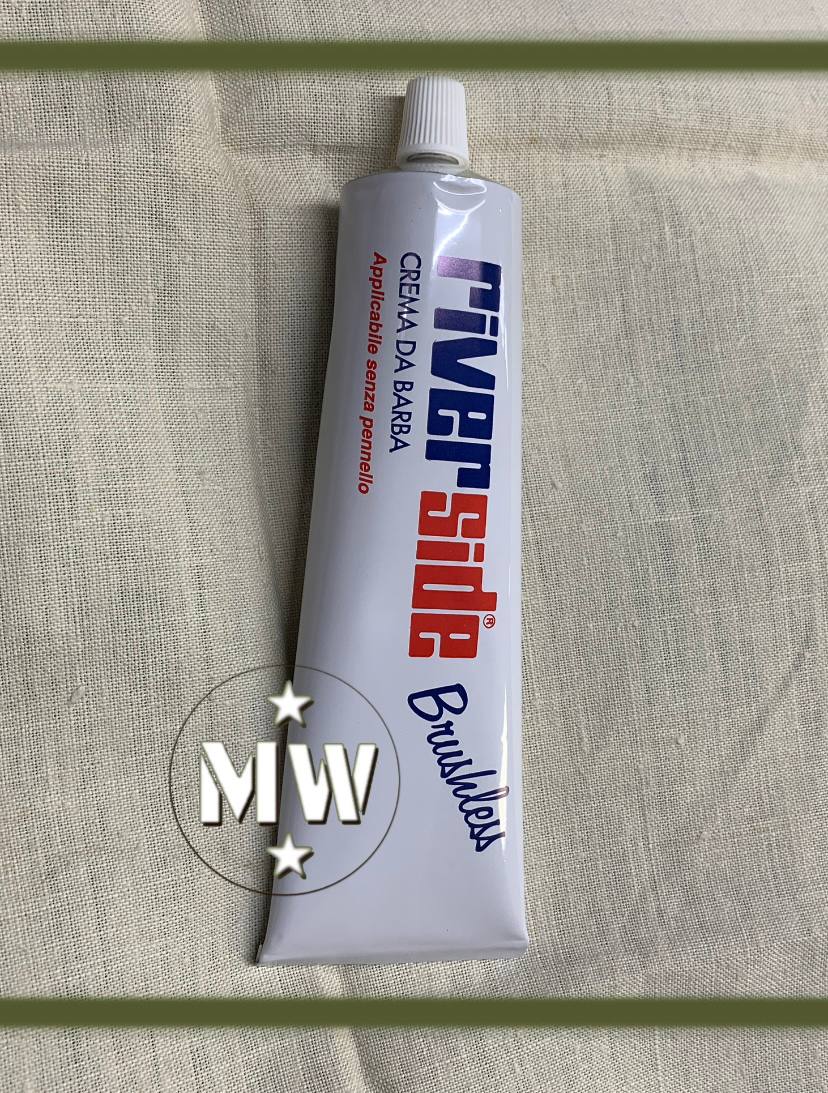 riverside®
Brushless
CREMA DA BARBA
Applicabile senza pennello
MW